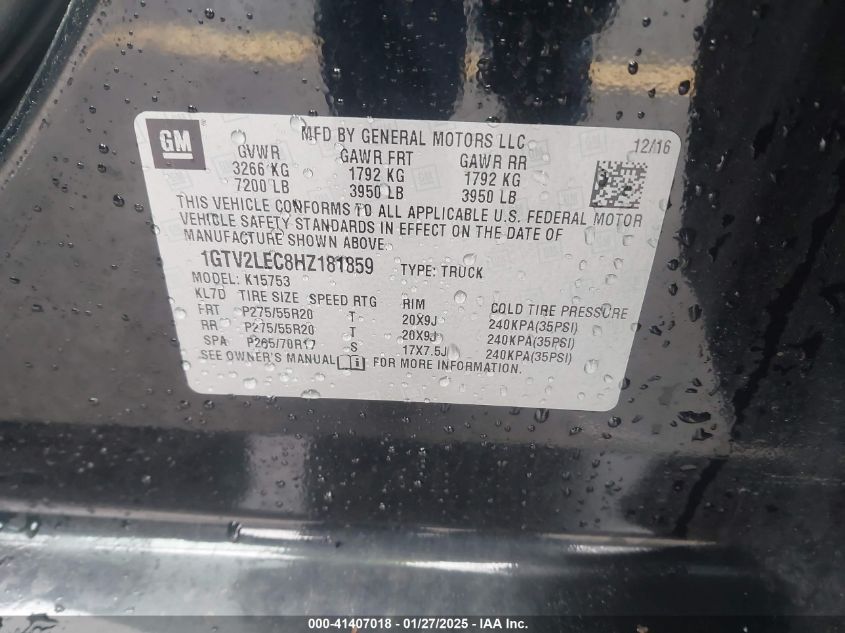 GM
MFD BY GENERAL MOTORS LLC
12/16
GVWR GAWR FRT GAWR RR
3266 KG 1792 KG 1792 KG
7200 LB 3950 LB 3950 LB
THIS VEHICLE CONFORMS TO ALL APPLICABLE U.S. FEDERAL MOTOR
VEHICLE SAFETY STANDARDS IN EFFECT ON THE DATE OF
MANUFACTURE SHOWN ABOVE.
1GTV2LEC8HZ181859 TYPE: TRUCK
MODEL: K15753
KL7D TIRE SIZE SPEED RTG RIM COLD TIRE PRESSURE
FRT P275/55R20 T 20X9J 240KPA(35PSI)
RR P275/55R20 T 20X9J 240KPA(35PSI)
SPA P265/70R17 S 17X7.5J 240KPA(35PSI)
SEE OWNER'S MANUAL FOR MORE INFORMATION.
000-41407018 - 01/27/2025 - IAA Inc.